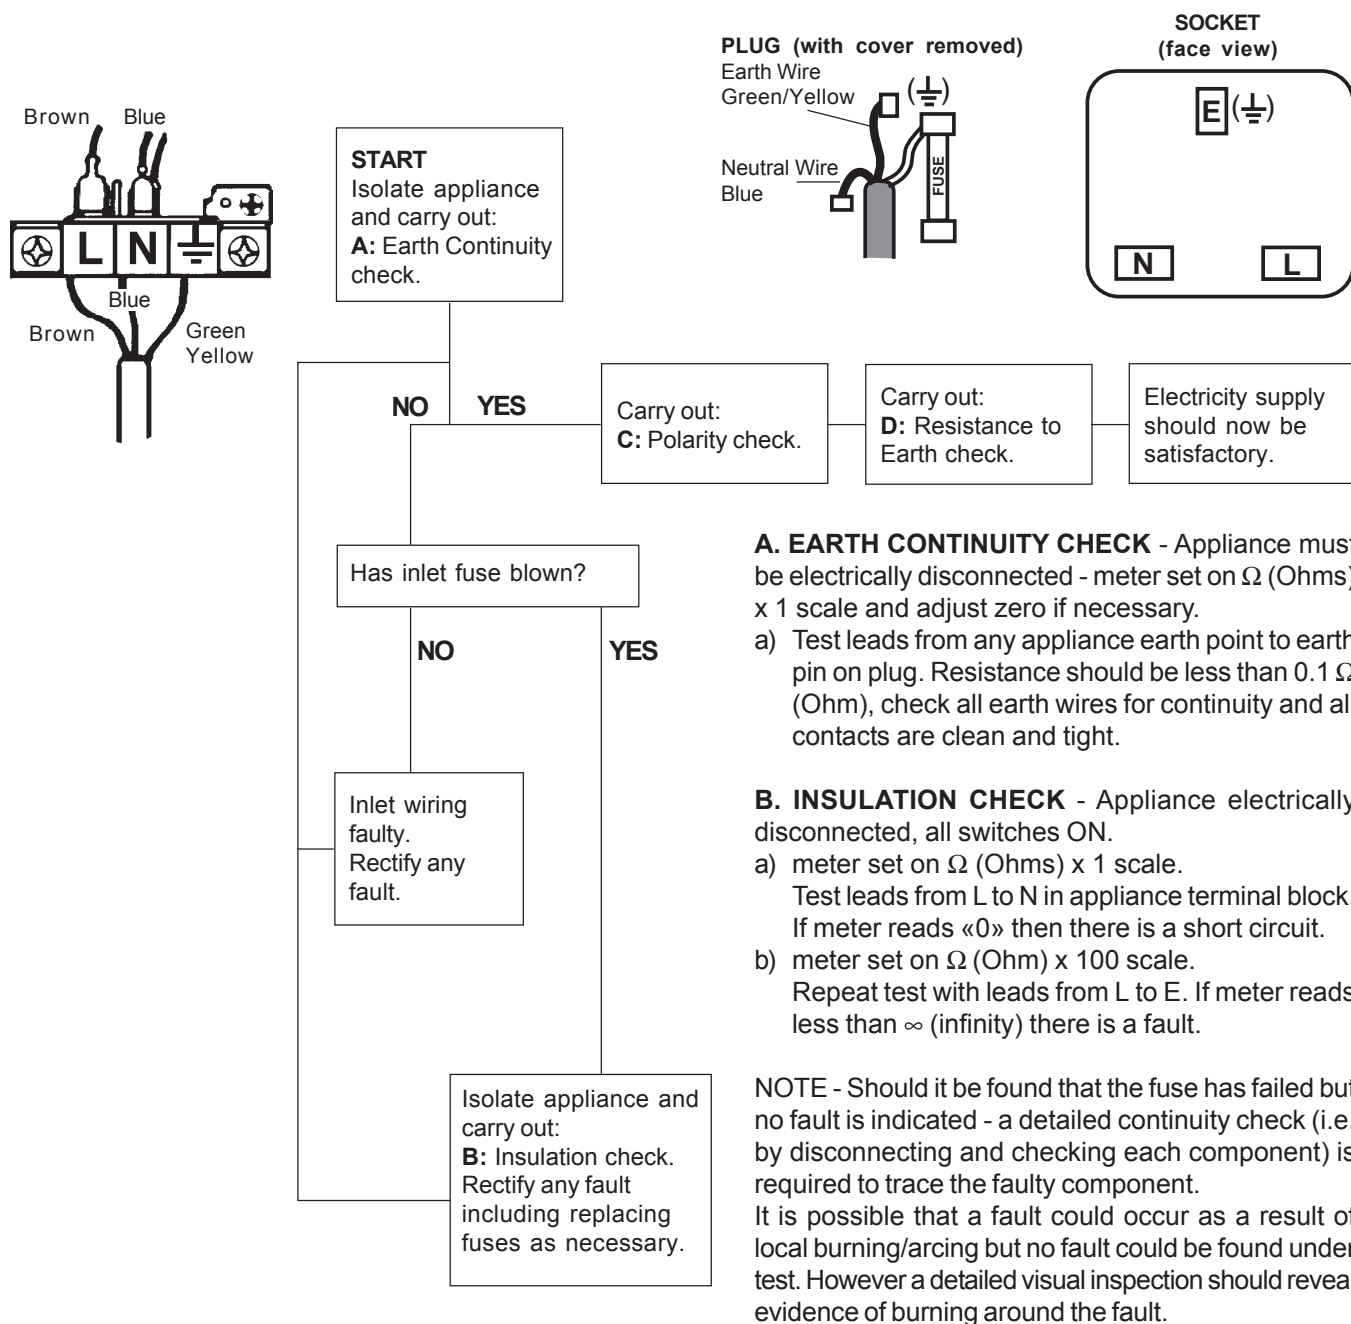 SOCKET
(face view)
PLUG (with cover removed)
Earth Wire
Green/Yellow
(⏚)
Neutral Wire
Blue
FUSE
E (⏚)
N
L
Brown Blue
L N ⏚
Blue
Brown
Green
Yellow
START
Isolate appliance
and carry out:
A: Earth Continuity
check.
NO YES
Carry out:
C: Polarity check.
Carry out:
D: Resistance to
Earth check.
Electricity supply
should now be
satisfactory.
Has inlet fuse blown?
NO
YES
Inlet wiring
faulty.
Rectify any
fault.
Isolate appliance and
carry out:
B: Insulation check.
Rectify any fault
including replacing
fuses as necessary.
A. EARTH CONTINUITY CHECK - Appliance must
be electrically disconnected - meter set on Ω (Ohms)
x 1 scale and adjust zero if necessary.
a) Test leads from any appliance earth point to earth
pin on plug. Resistance should be less than 0.1 Ω
(Ohm), check all earth wires for continuity and al
contacts are clean and tight.
B. INSULATION CHECK - Appliance electrically
disconnected, all switches ON.
a) meter set on Ω (Ohms) x 1 scale.
Test leads from L to N in appliance terminal block.
If meter reads «0» then there is a short circuit.
b) meter set on Ω (Ohm) x 100 scale.
Repeat test with leads from L to E. If meter reads
less than ∞ (infinity) there is a fault.
NOTE - Should it be found that the fuse has failed but
no fault is indicated - a detailed continuity check (i.e.
by disconnecting and checking each component) is
required to trace the faulty component.
It is possible that a fault could occur as a result of
local burning/arcing but no fault could be found under
test. However a detailed visual inspection should revea
evidence of burning around the fault.